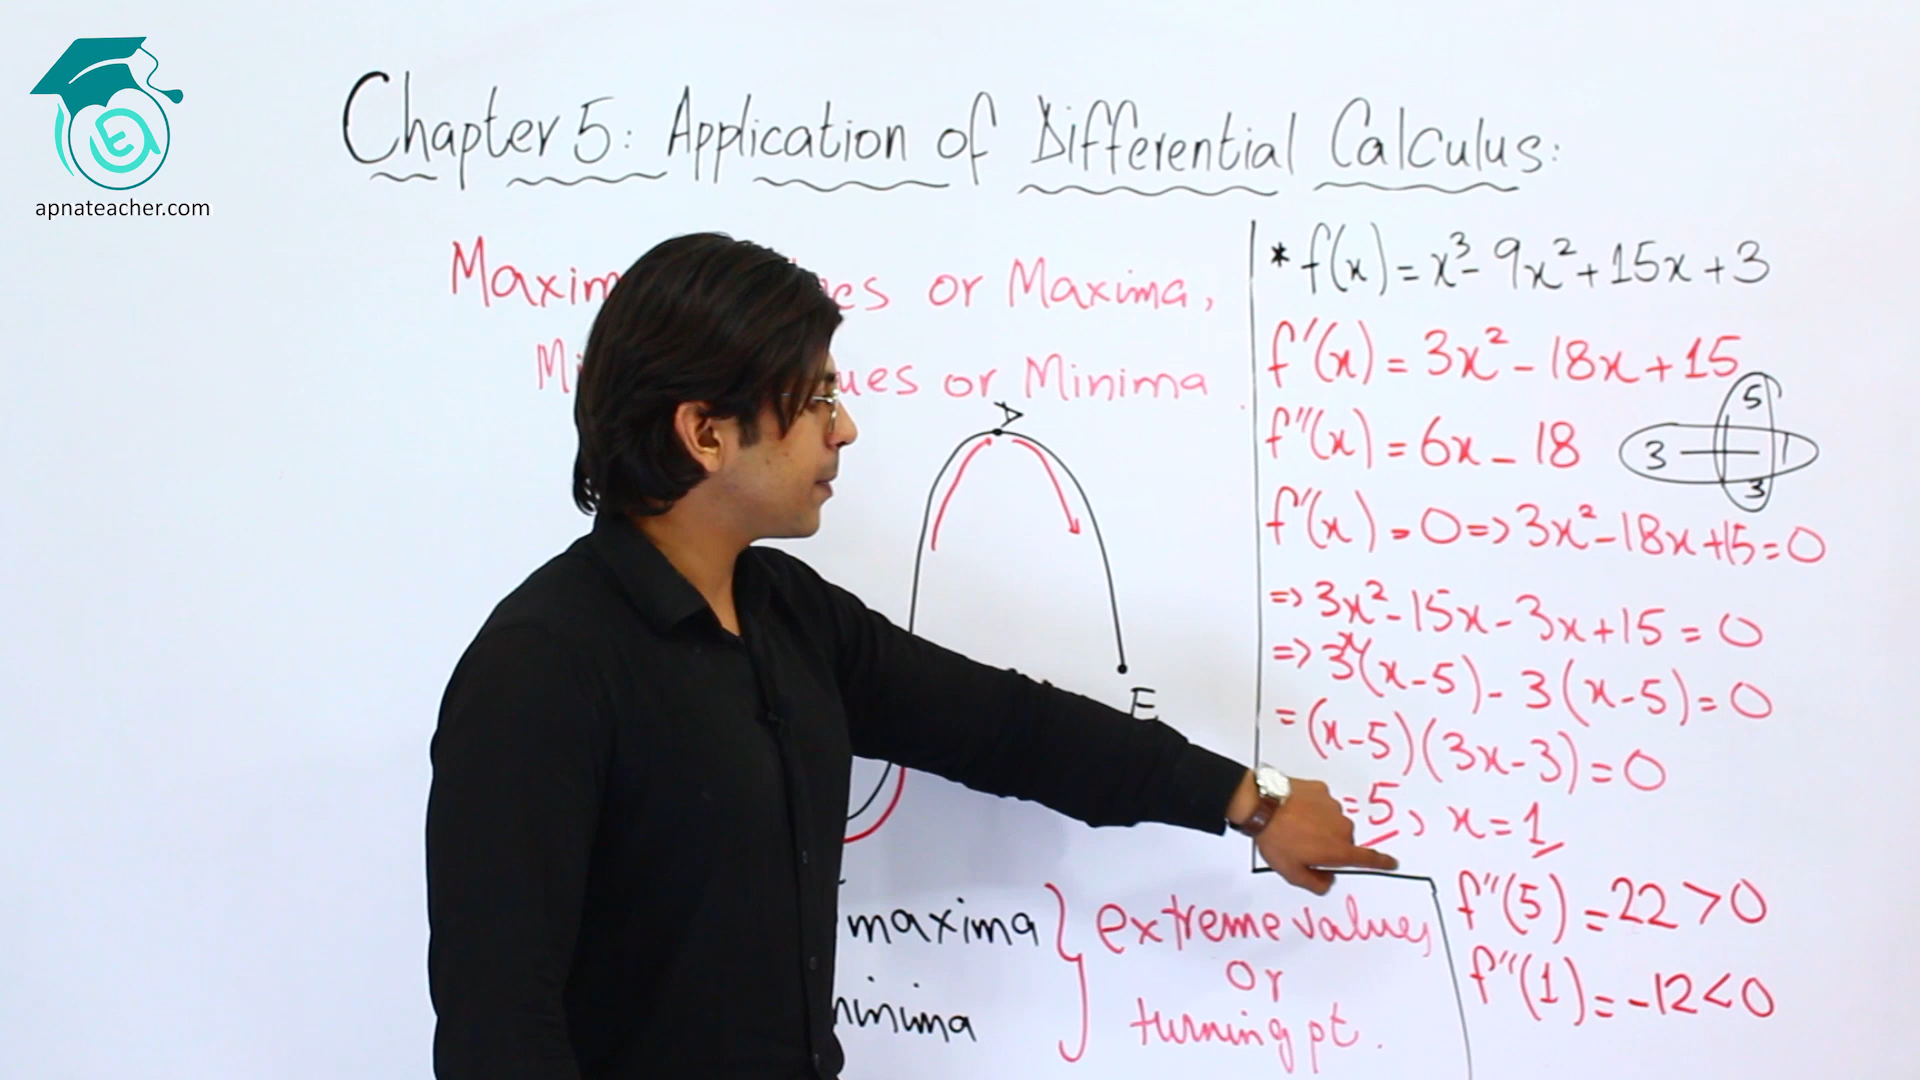 apnateacher.com
Chapter 5: Application of Differential Calculus:
or Maxima,
or Minima
A
E
maxima
minima
} extreme values
or
turning pt.
* f(x) = x³ - 9x² + 15x + 3
f'(x) = 3x² - 18x + 15
f''(x) = 6x - 18
5
3 1
3
f'(x) = 0 => 3x² - 18x + 15 = 0
=> 3x² - 15x - 3x + 15 = 0
=> 3x(x-5) - 3(x-5) = 0
= (x-5)(3x-3) = 0
=5, x=1
f''(5) = 22 > 0
f''(1) = -12 < 0